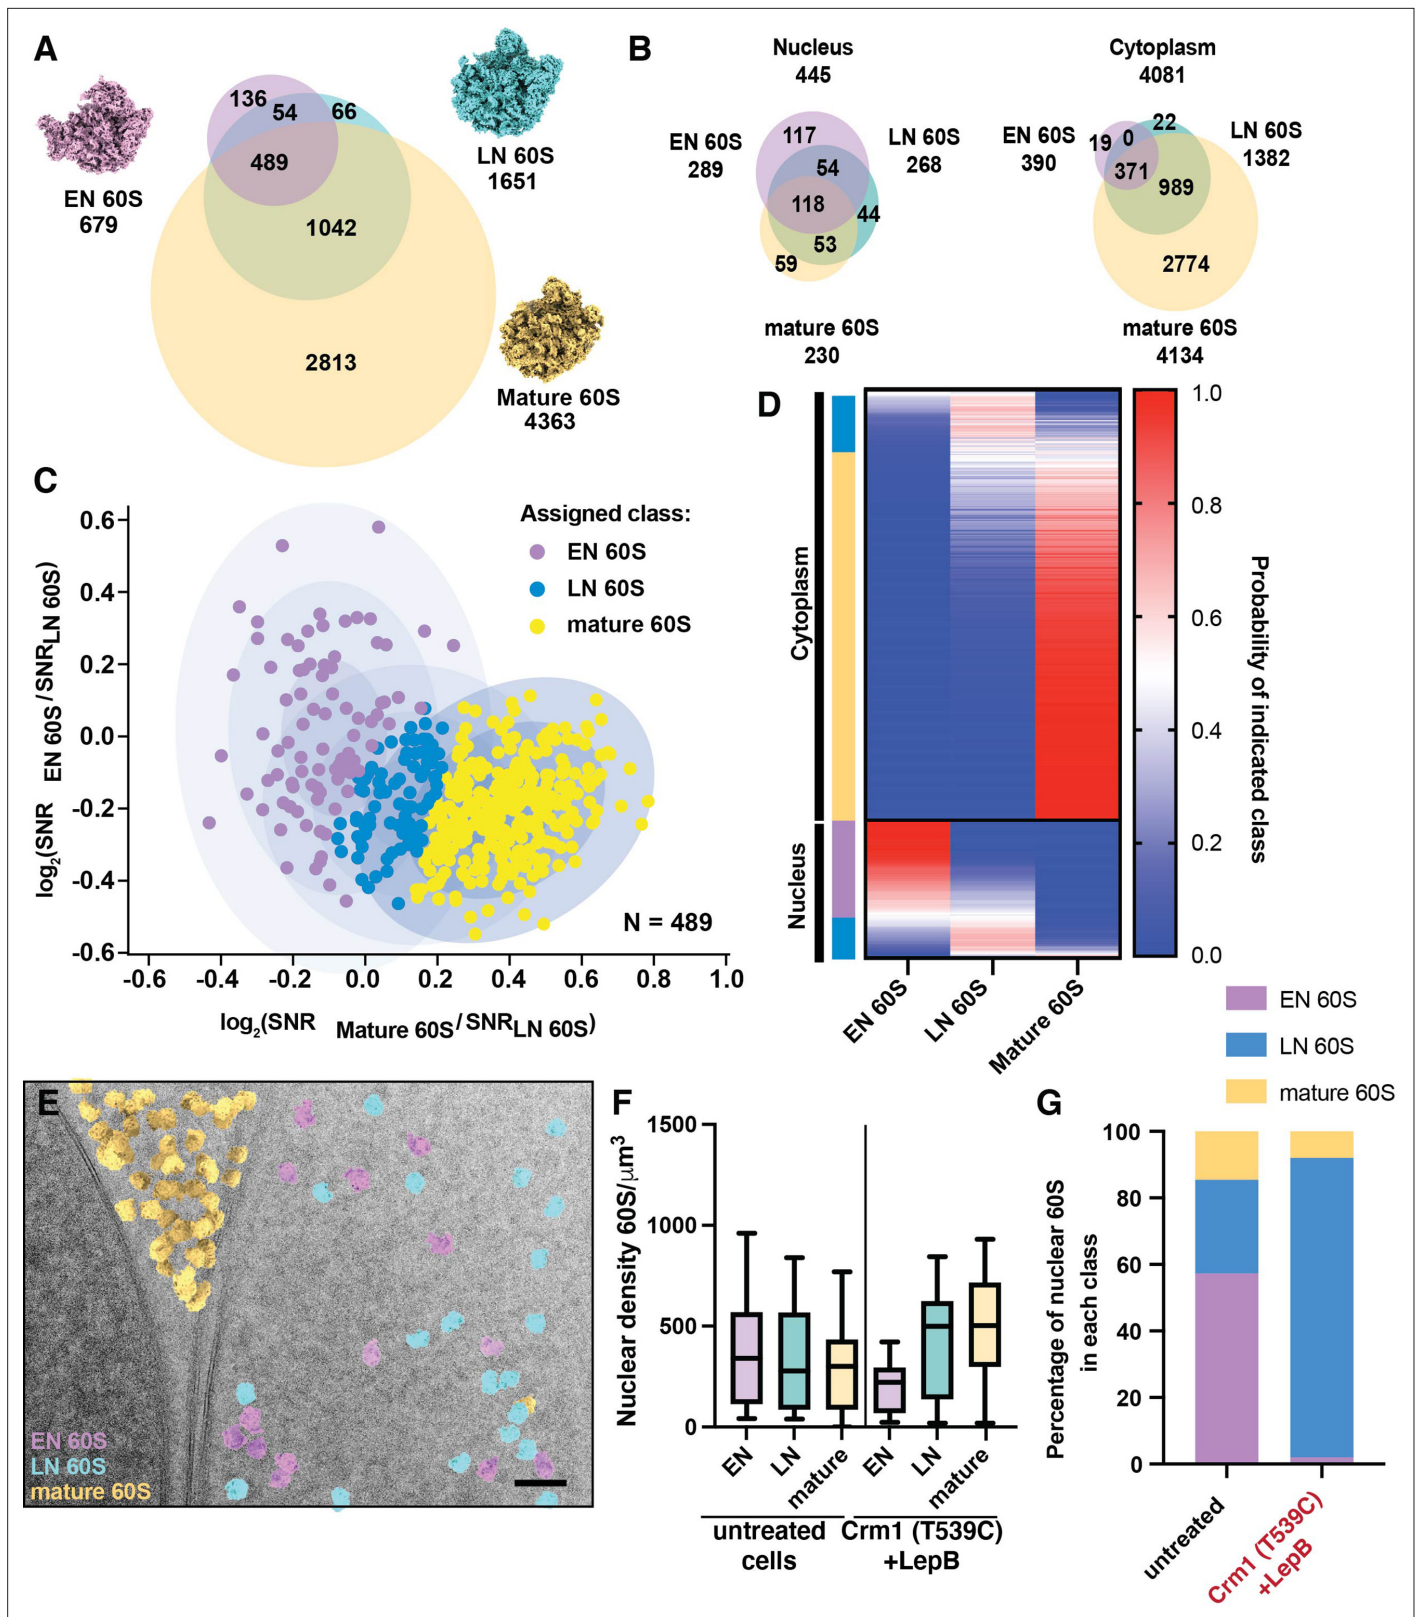 A
136
54
66
489
1042
2813
EN 60S
679
LN 60S
1651
Mature 60S
4363
B
Nucleus
445
EN 60S
289
LN 60S
268
117
54
118
44
53
59
mature 60S
230
Cytoplasm
4081
EN 60S
390
LN 60S
1382
19
0
22
371
989
2774
mature 60S
4134
C
Assigned class:
EN 60S
LN 60S
mature 60S
N = 489
0.6
0.4
0.2
0.0
-0.2
-0.4
-0.6
-0.6
-0.4
-0.2
0.0
0.2
0.4
0.6
0.8
1.0
log2(SNR EN 60S/SNRLN 60S)
log2(SNR Mature 60S/SNRLN 60S)
D
Cytoplasm
Nucleus
EN 60S
LN 60S
Mature 60S
1.0
0.8
0.6
0.4
0.2
0.0
Probability of indicated class
E
EN 60S
LN 60S
mature 60S
F
Nuclear density 60S/μm3
1500
1000
500
0
EN
LN
mature
EN
LN
mature
untreated
cells
Crm1 (T539C)
+LepB
G
EN 60S
LN 60S
mature 60S
Percentage of nuclear 60S
in each class
100
80
60
40
20
0
untreated
Crm1 (T539C)
+LepB